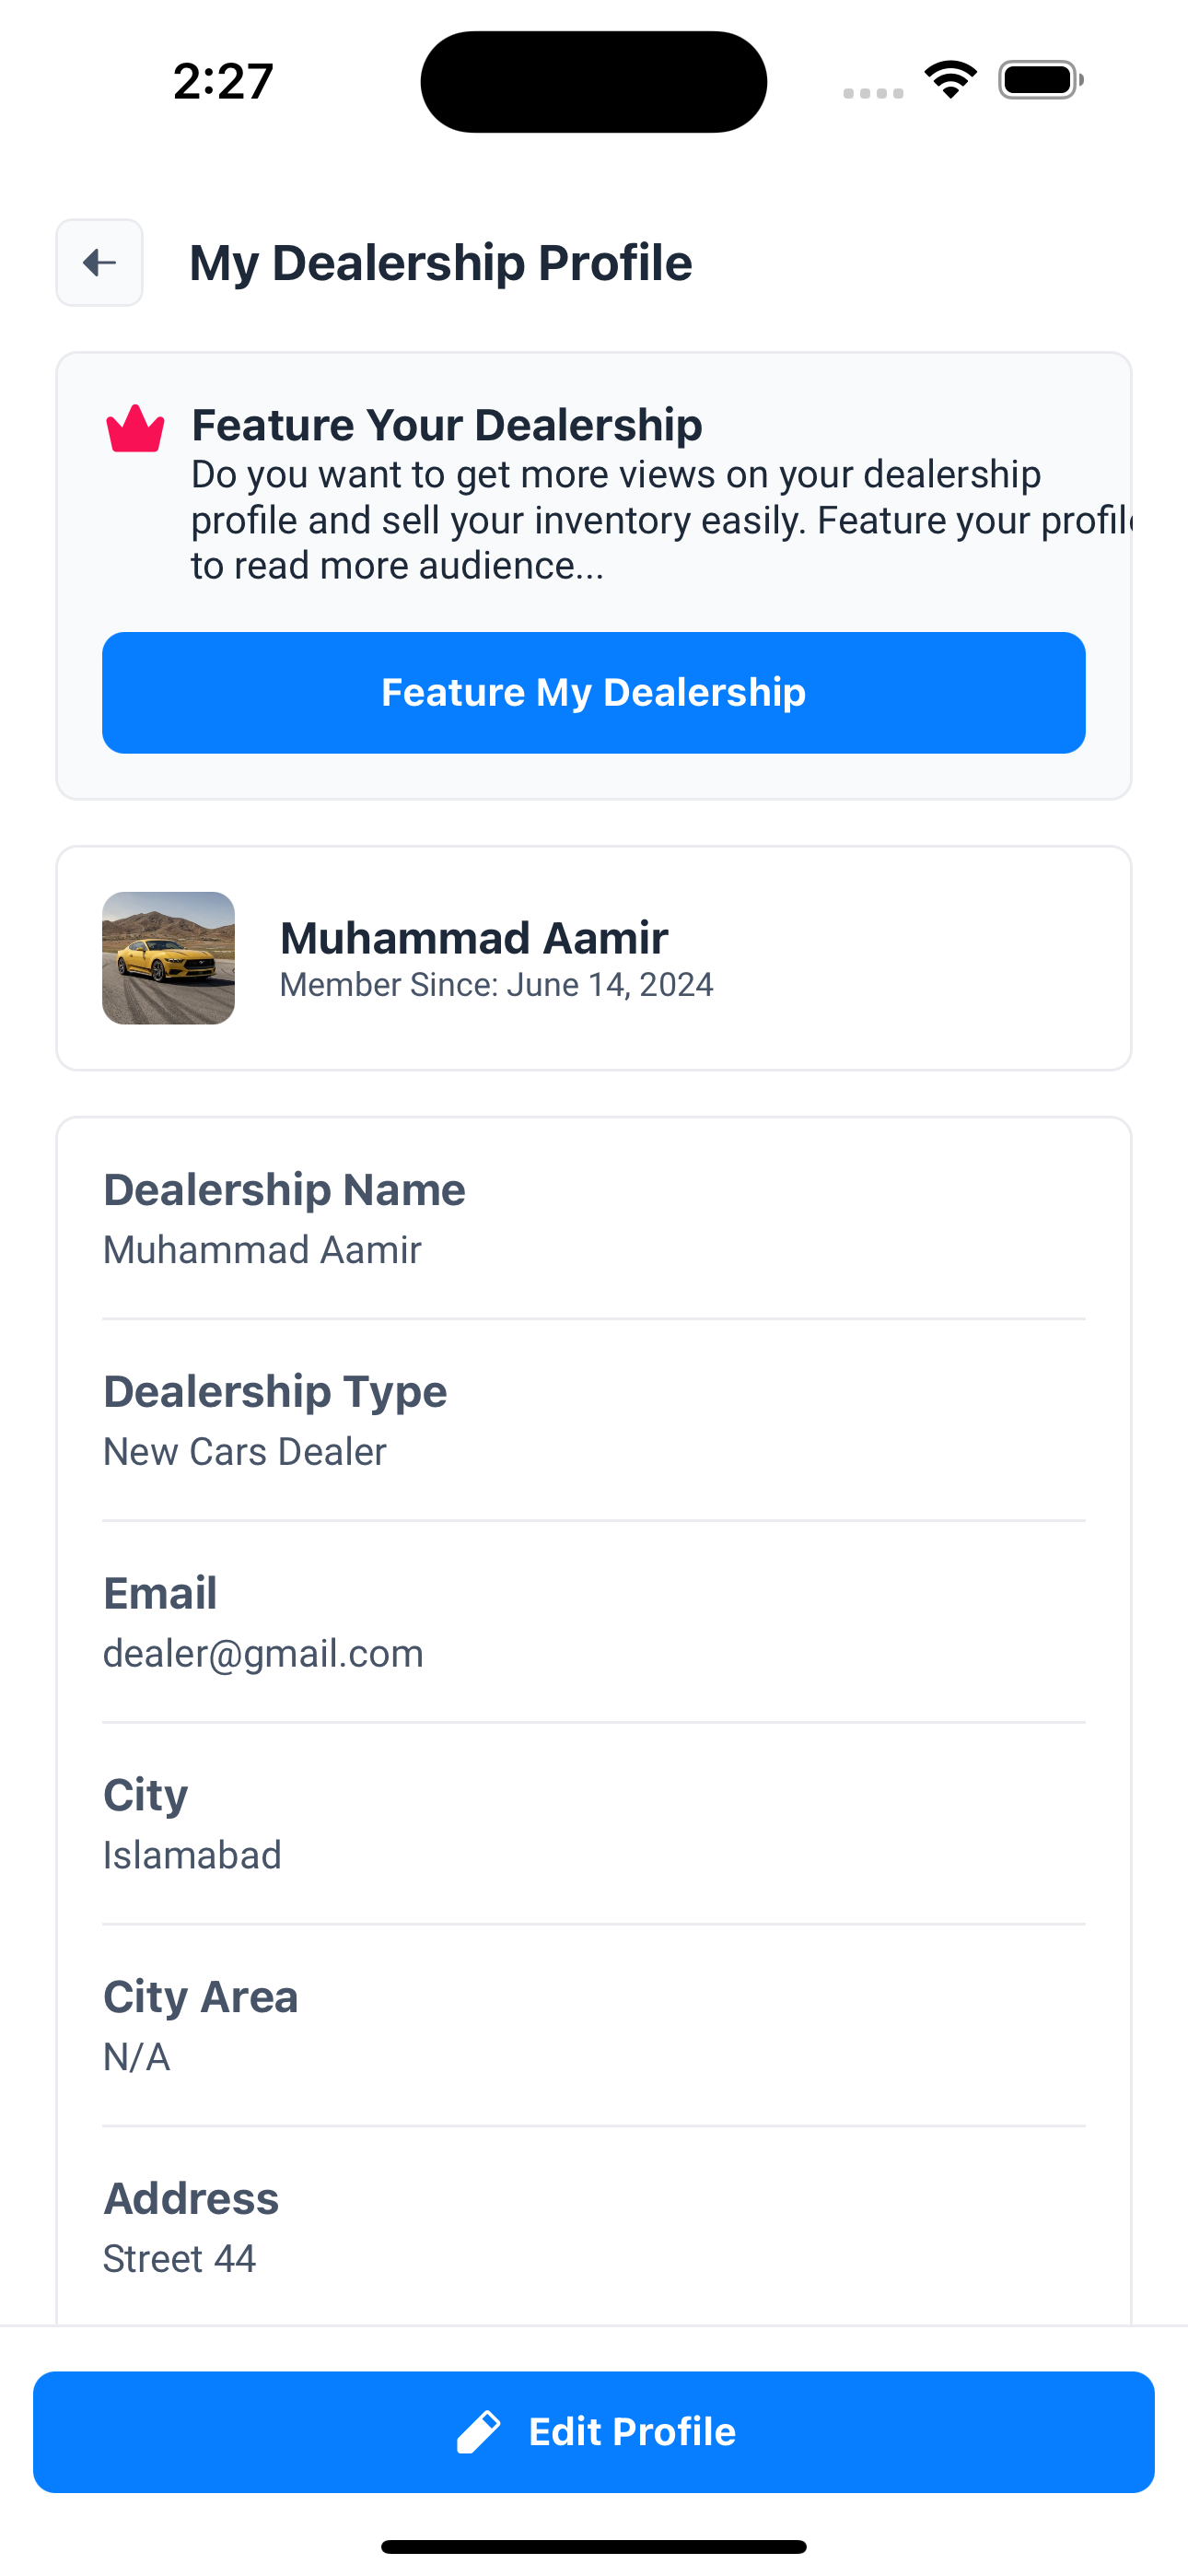 2:27
My Dealership Profile
Feature Your Dealership
Do you want to get more views on your dealership
profile and sell your inventory easily. Feature your
to read more audience...
Feature My Dealership
Muhammad Aamir
Member Since: June 14, 2024
Dealership Name
Muhammad Aamir
Dealership Type
New Cars Dealer
Email
dealer@gmail.com
City
Islamabad
City Area
N/A
Address
Street 44
Edit Profile